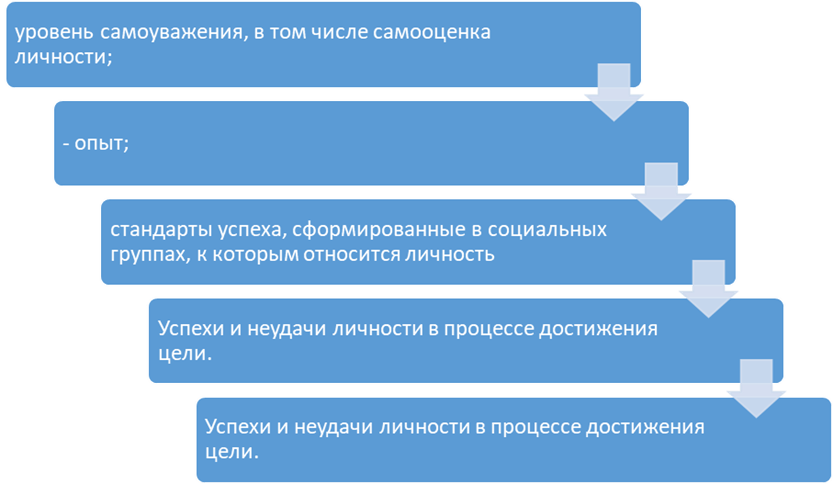 уровень самоуважения, в том числе самооценка
личности;
- опыт;
стандарты успеха, сформированные в социальных
группах, к которым относится личность
Успехи и неудачи личности в процессе достижения
цели.
Успехи и неудачи личности в процессе достижения
цели.